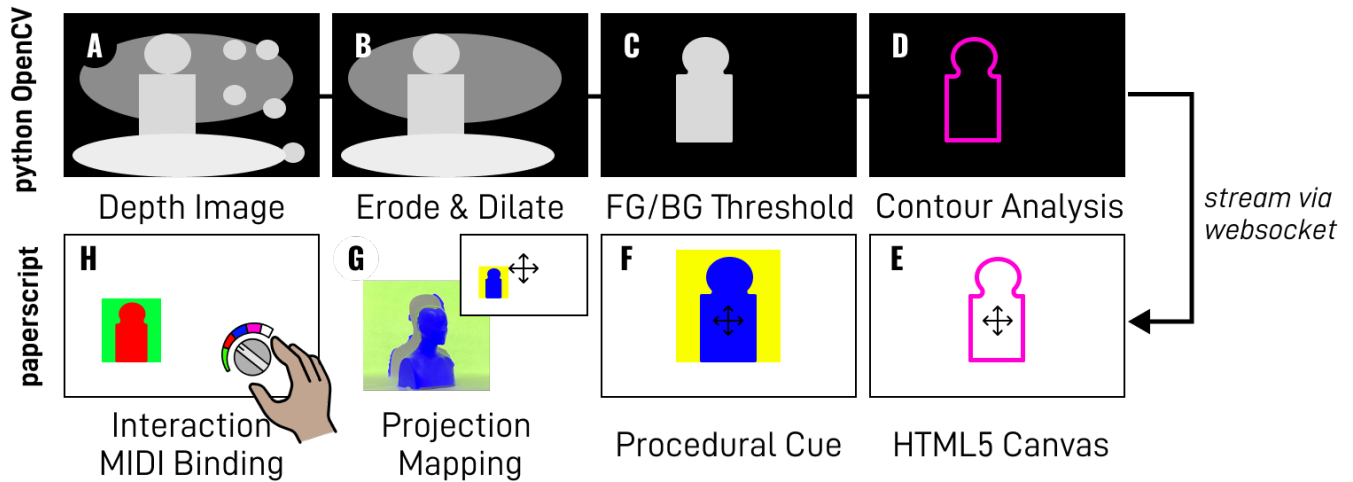 python OpenCV
A
B
C
D
Depth Image
Erode & Dilate
FG/BG Threshold
Contour Analysis
stream via
websocket
paperscript
H
G
F
E
Interaction
MIDI Binding
Projection
Mapping
Procedural Cue
HTML5 Canvas